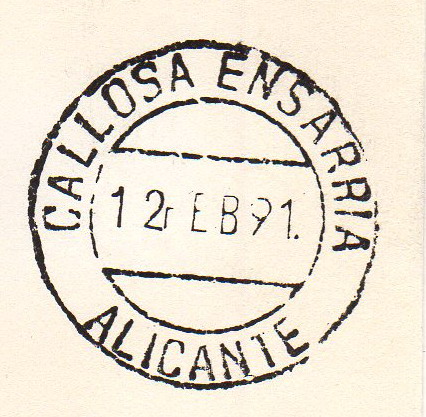 CALLOSA ENSARRIA
12 FEB 91.
ALICANTE